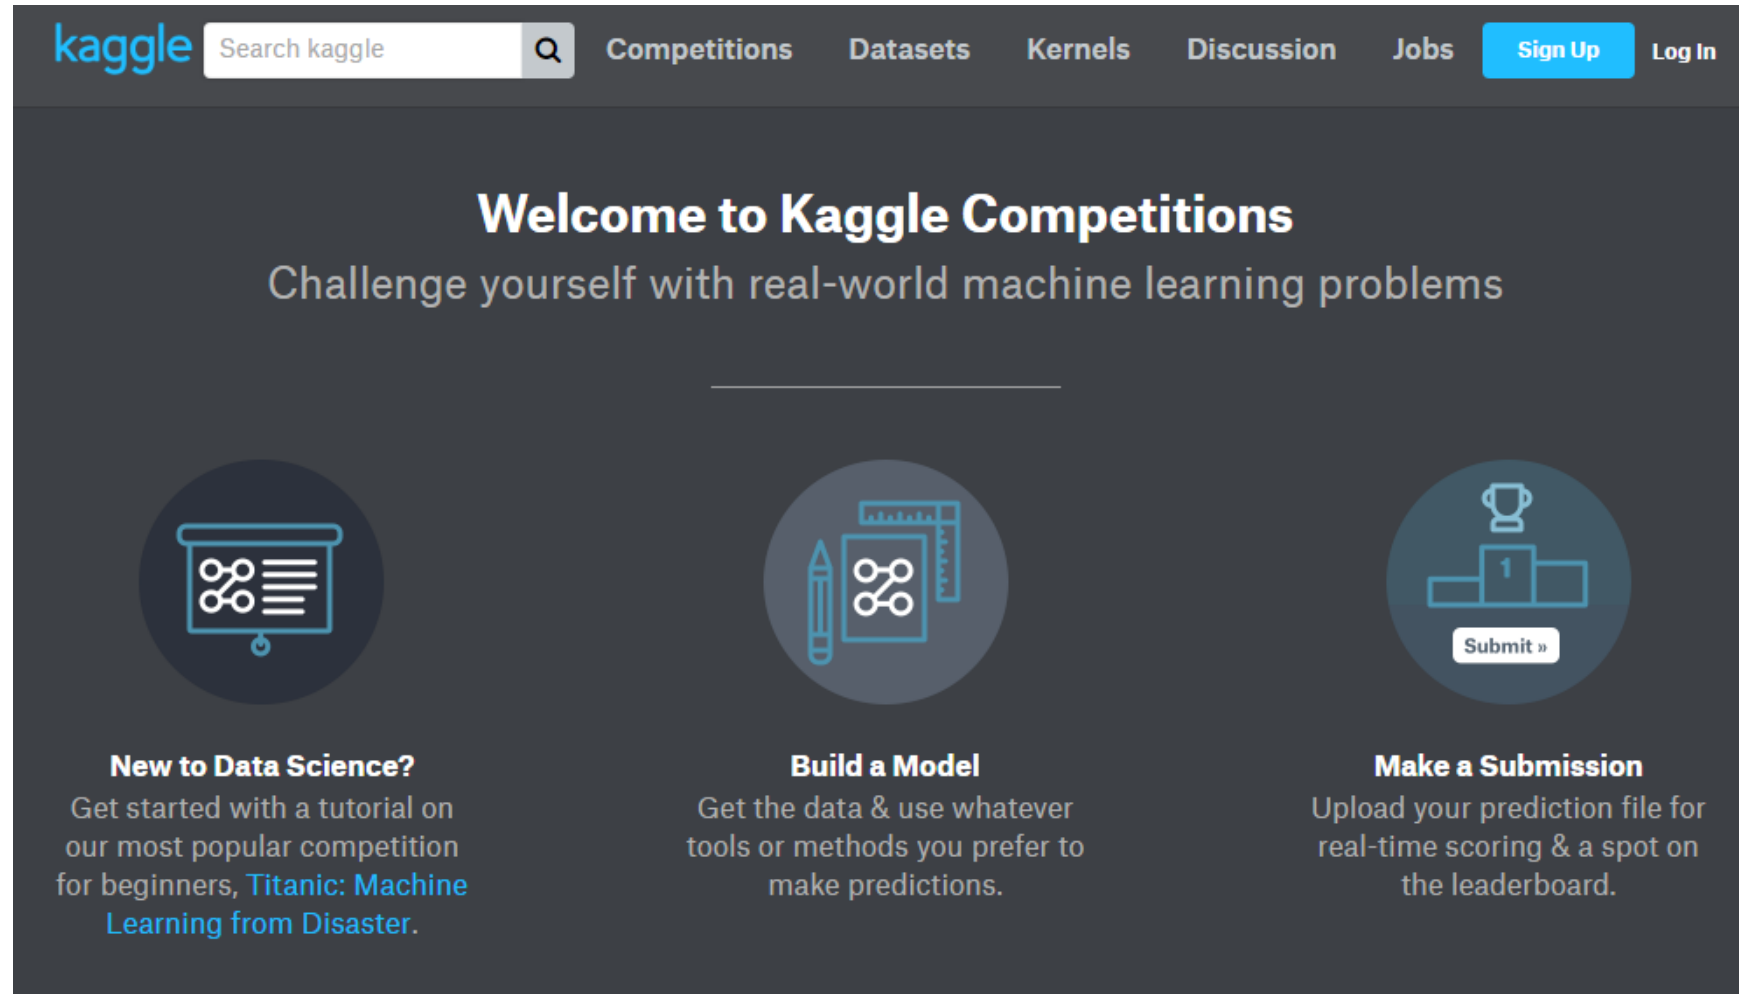 kaggle Search kaggle Competitions Datasets Kernels Discussion Jobs Sign Up Log In
Welcome to Kaggle Competitions
Challenge yourself with real-world machine learning problems
1
Submit »
New to Data Science?
Get started with a tutorial on
our most popular competition
for beginners, Titanic: Machine
Learning from Disaster.
Build a Model
Get the data & use whatever
tools or methods you prefer to
make predictions.
Make a Submission
Upload your prediction file for
real-time scoring & a spot on
the leaderboard.